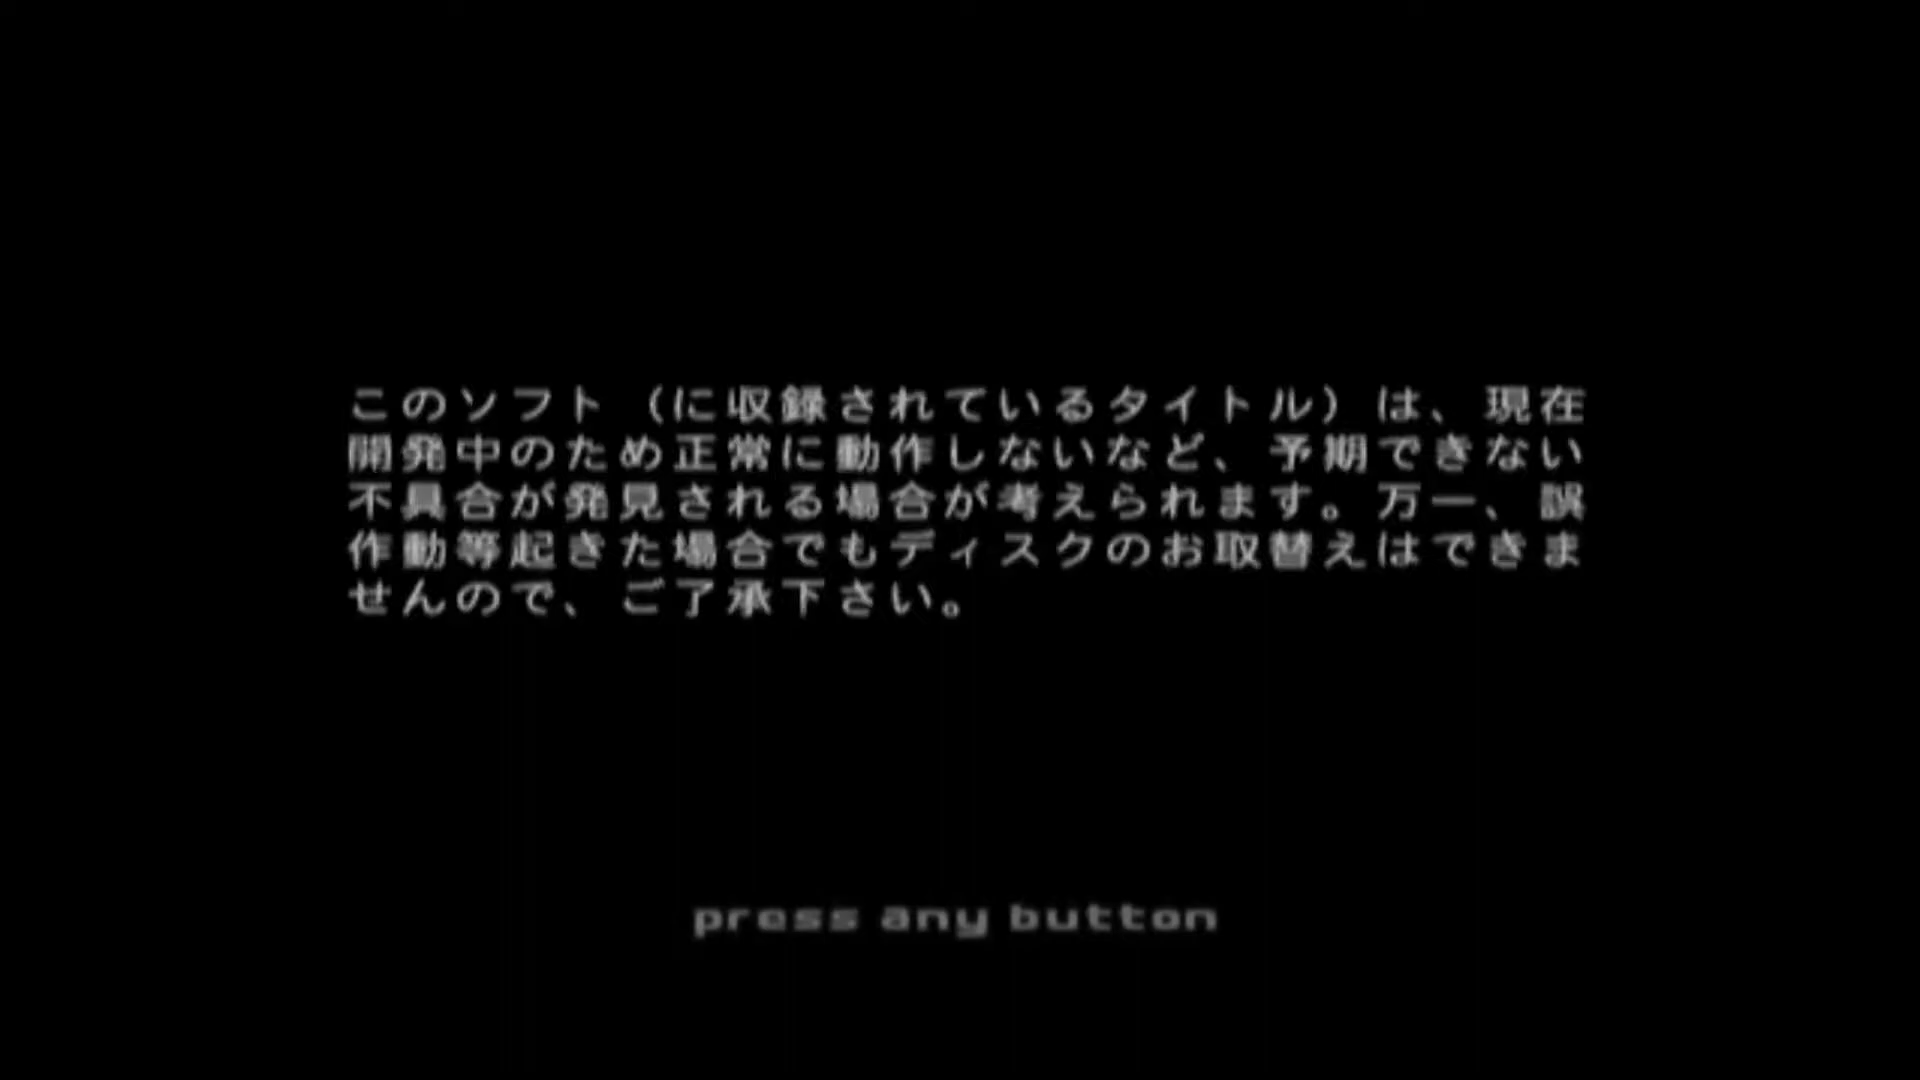 このソフト（に収録されているタイトル）は、現在
開発中のため正常に動作しないなど、予期できない
不具合が発見される場合が考えられます。万一、誤
作動等起きた場合でもディスクのお取替えはできま
せんので、ご了承下さい。
press any button